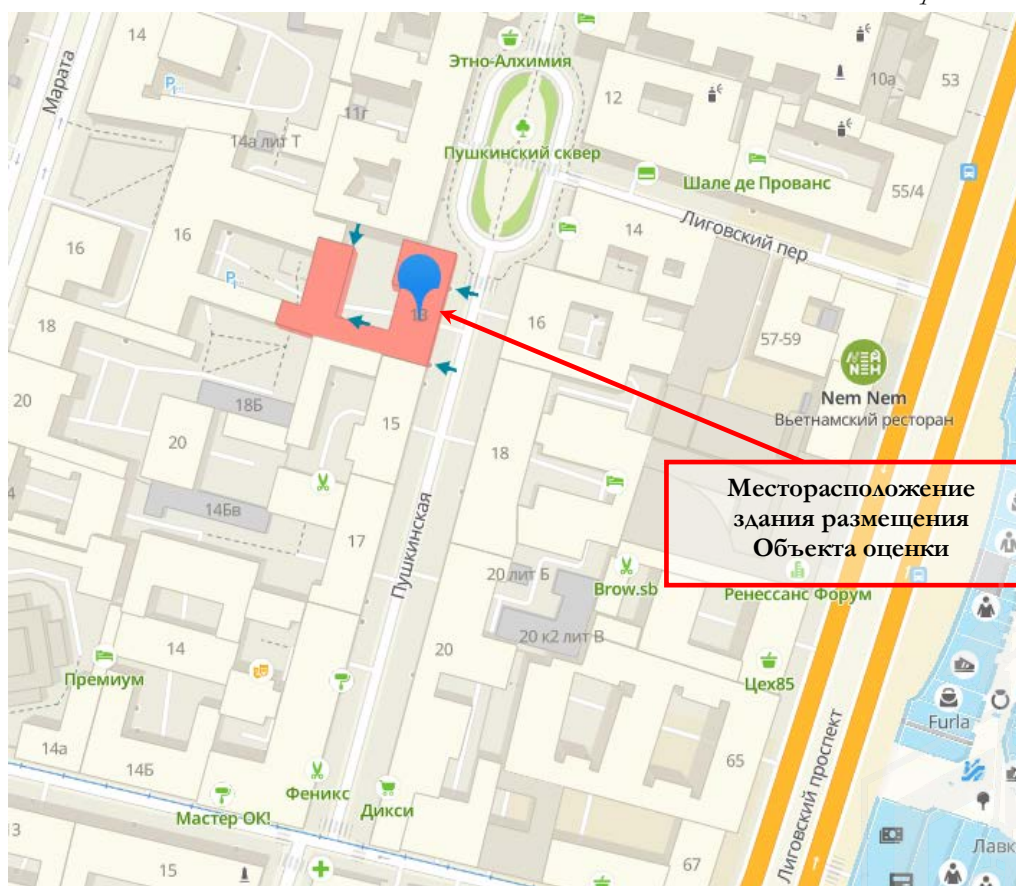 14
Этно-Алхимия
Марата
10а
53
12
11г
14а лит Т
Пушкинский сквер
Шале де Прованс
55/4
Лиговский пер
16
16
14
13
16
18
57-59
Nem Nem
Вьетнамский ресторан
20
18Б
15
20
18
Месторасположение
здания размещения
Объекта оценки
14Бв
17
Пушкинская
20 лит Б
Brow.sb
Ренессанс Форум
20 к2 лит В
14
20
Премиум
Цех85
Furla
14а
14Б
65
Лиговский проспект
Феникс
Мастер ОК!
Дикси
13
15
67
Лавк